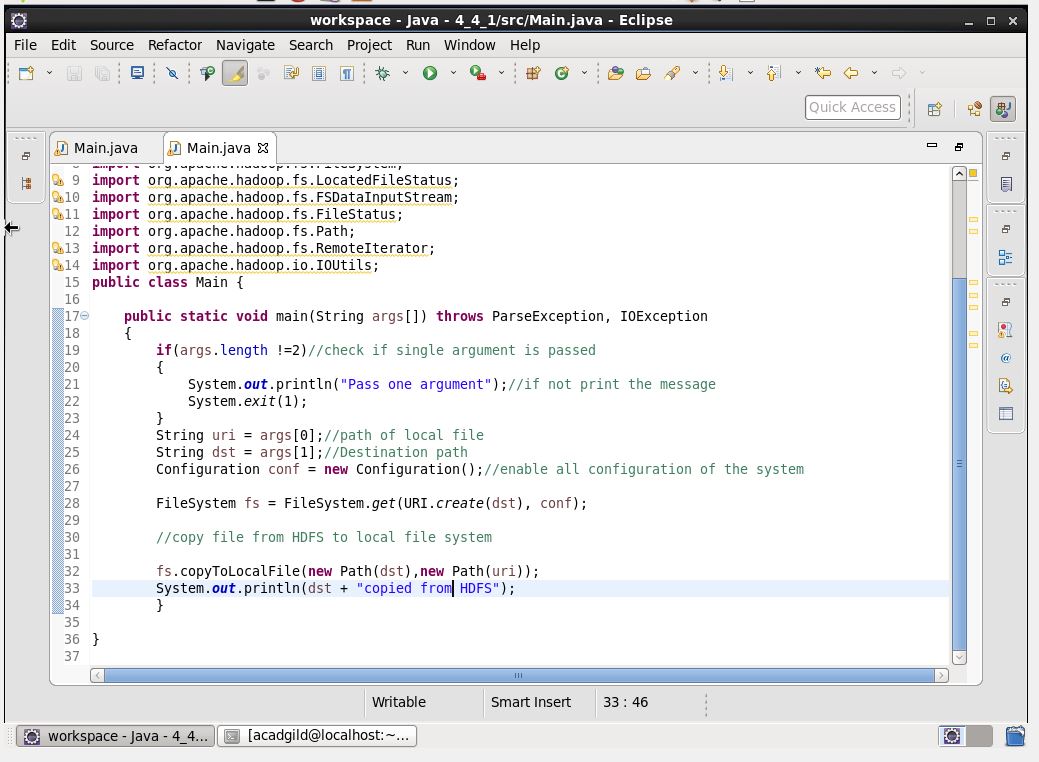 workspace - Java - 4_4_1/src/Main.java - Eclipse
File Edit Source Refactor Navigate Search Project Run Window Help
Quick Access
Main.java Main.java
8 import org.apache.hadoop.fs.FileSystem;
9 import org.apache.hadoop.fs.LocatedFileStatus;
10 import org.apache.hadoop.fs.FSDataInputStream;
11 import org.apache.hadoop.fs.FileStatus;
12 import org.apache.hadoop.fs.Path;
13 import org.apache.hadoop.fs.RemoteIterator;
14 import org.apache.hadoop.io.IOUtils;
15 public class Main {
16
17 public static void main(String args[]) throws ParseException, IOException
18 {
19 if(args.length !=2)//check if single argument is passed
20 {
21 System.out.println("Pass one argument");//if not print the message
22 System.exit(1);
23 }
24 String uri = args[0];//path of local file
25 String dst = args[1];//Destination path
26 Configuration conf = new Configuration();//enable all configuration of the system
27
28 FileSystem fs = FileSystem.get(URI.create(dst), conf);
29
30 //copy file from HDFS to local file system
31
32 fs.copyToLocalFile(new Path(dst),new Path(uri));
33 System.out.println(dst + "copied from HDFS");
34 }
35
36 }
37
Writable Smart Insert 33 : 46
workspace - Java - 4_4... [acadgild@localhost:~...